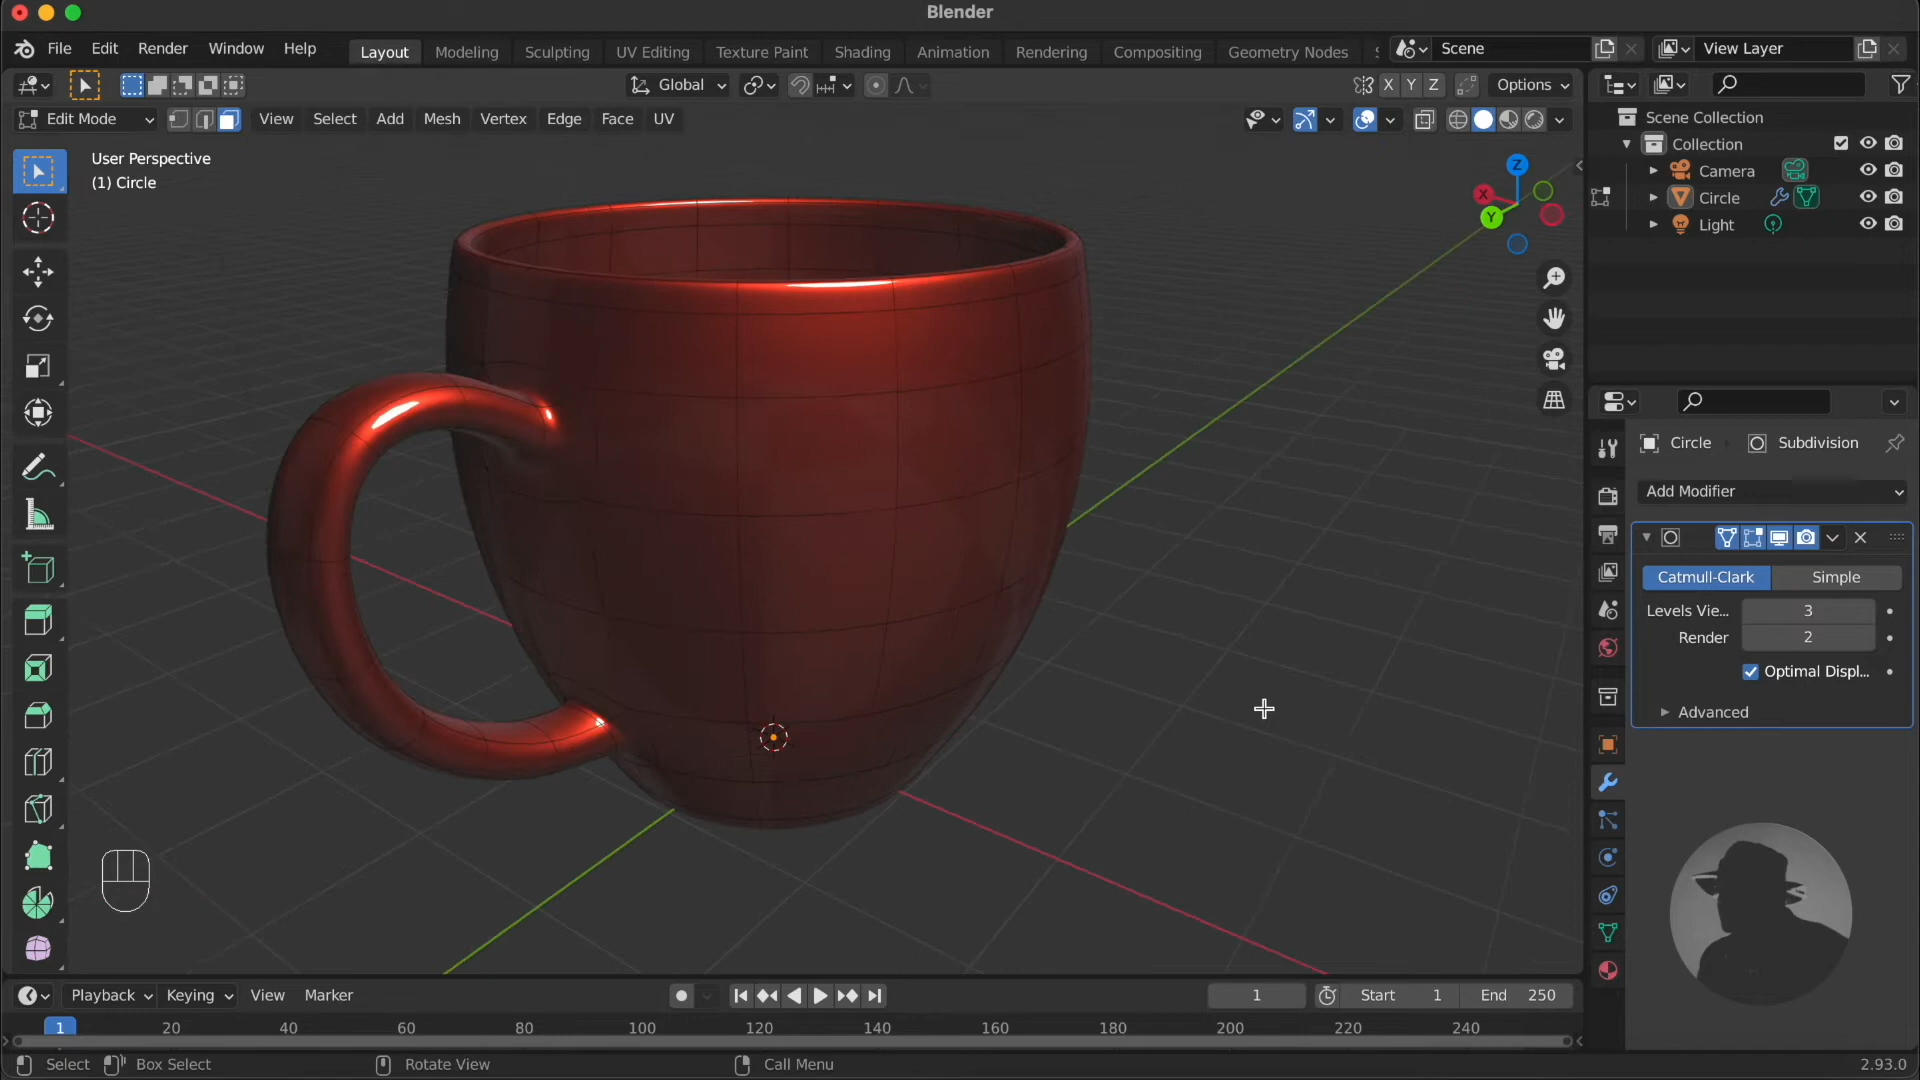 Blender
File Edit Render Window Help Layout Modeling Sculpting UV Editing Texture Paint Shading Animation Rendering Compositing Geometry Nodes Scene View Layer
Global X Y Z Options
Edit Mode View Select Add Mesh Vertex Edge Face UV
Scene Collection
Collection
Camera
Circle
Light
User Perspective
(1) Circle
Z
X
Y
Circle Subdivision
Add Modifier
Catmull-Clark Simple
Levels Vie... 3
Render 2
Optimal Displ...
Advanced
Playback Keying View Marker 1 Start 1 End 250
1 20 40 60 80 100 120 140 160 180 200 220 240
Select Box Select Rotate View Call Menu 2.93.0